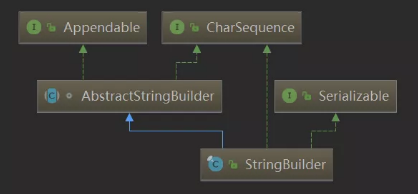 I Appendable
I CharSequence
C AbstractStringBuilder
I Serializable
C StringBuilder